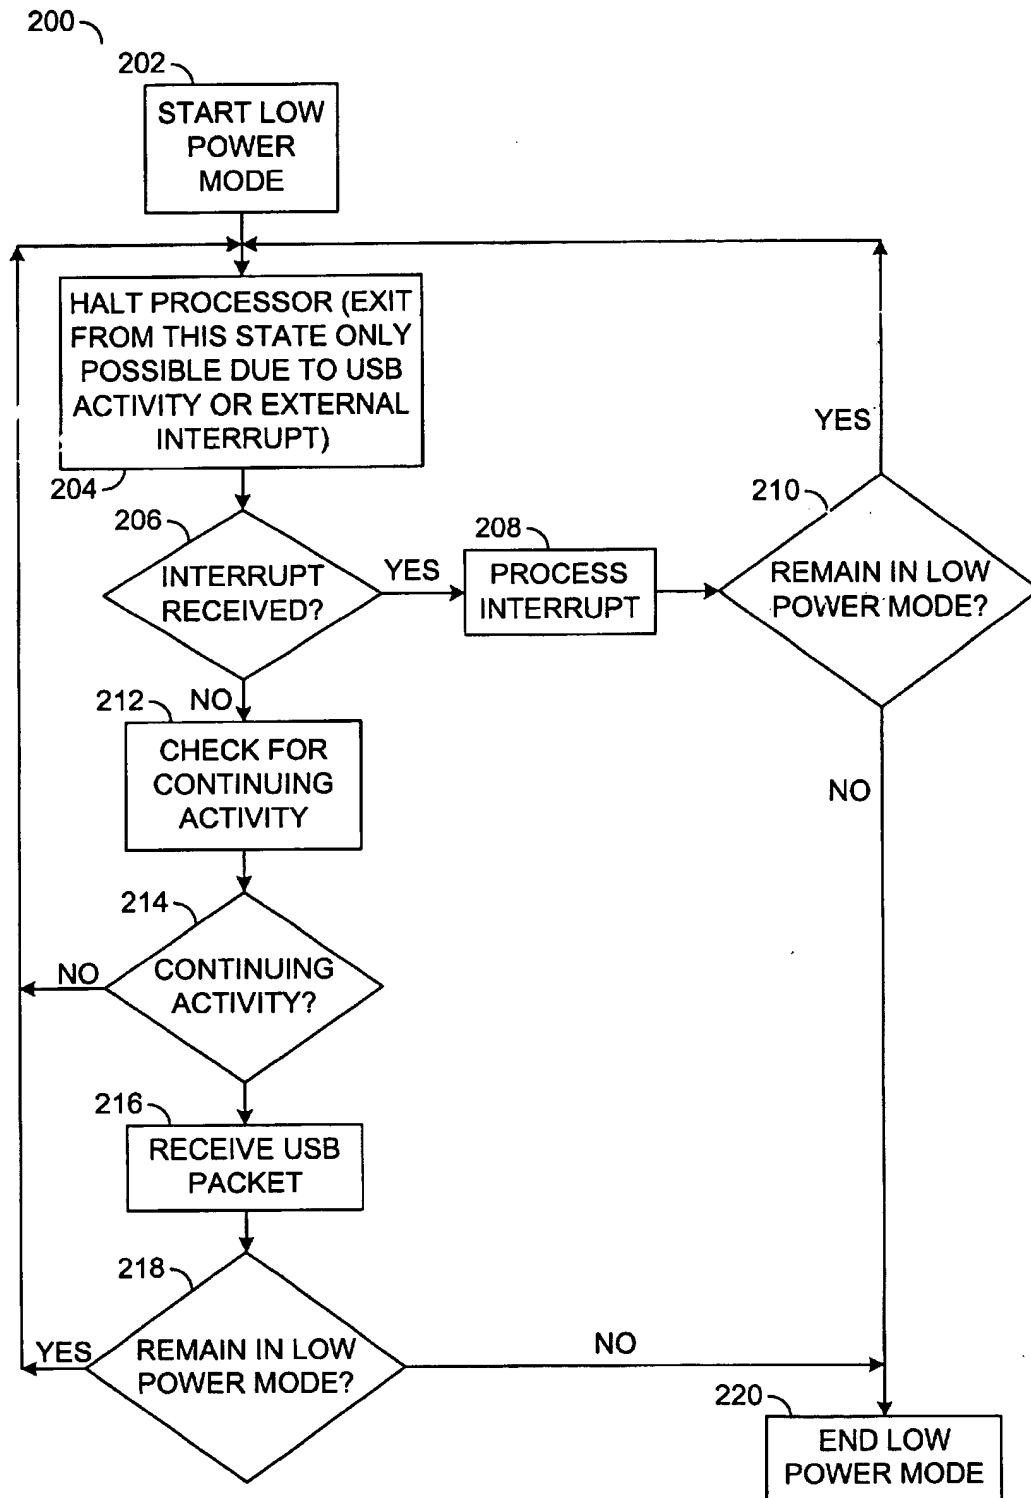 200
202
START LOW
POWER
MODE
HALT PROCESSOR (EXIT
FROM THIS STATE ONLY
POSSIBLE DUE TO USB
ACTIVITY OR EXTERNAL
INTERRUPT)
204
YES
206
INTERRUPT
RECEIVED?
YES
208
PROCESS
INTERRUPT
210
REMAIN IN LOW
POWER MODE?
NO
NO
212
CHECK FOR
CONTINUING
ACTIVITY
214
CONTINUING
ACTIVITY?
NO
216
RECEIVE USB
PACKET
218
REMAIN IN LOW
POWER MODE?
YES
NO
220
END LOW
POWER MODE